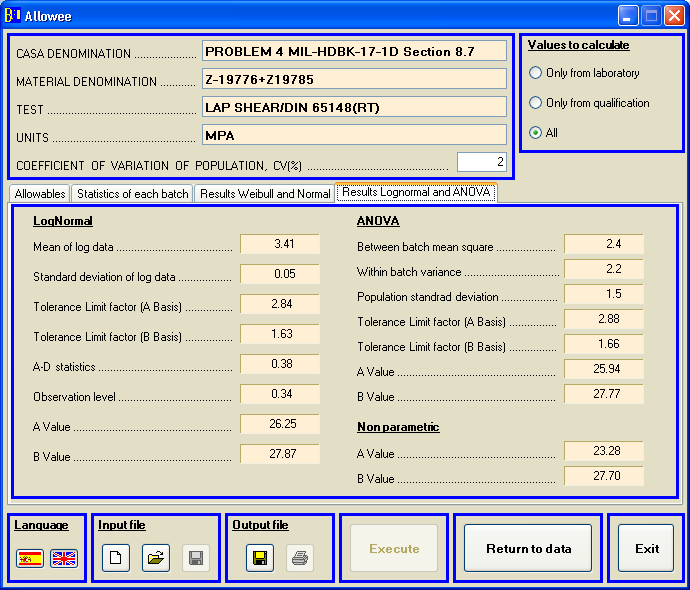 Allowee
CASA DENOMINATION ....................
PROBLEM 4 MIL-HDBK-17-1D Section 8.7
MATERIAL DENOMINATION ............
Z-19776+Z19785
TEST ................................................
LAP SHEAR/DIN 65148(RT)
UNITS ..............................................
MPA
COEFFICIENT OF VARIATION OF POPULATION, CV(%) ..............................................
2
Values to calculate
Only from laboratory
Only from qualification
All
Allowables
Statistics of each batch
Results Weibull and Normal
Results Lognormal and ANOVA
LogNormal
Mean of log data .................................... 3.41
Standard deviation of log data ................. 0.05
Tolerance Limit factor (A Basis) ............... 2.84
Tolerance Limit factor (B Basis) ............... 1.63
A-D statistics .......................................... 0.38
Observation level .................................... 0.34
A Value ................................................. 26.25
B Value ................................................. 27.87
ANOVA
Between batch mean square ................... 2.4
Within batch variance .............................. 2.2
Population standrad deviation .................. 1.5
Tolerance Limit factor (A Basis) ............... 2.88
Tolerance Limit factor (B Basis) ............... 1.66
A Value ................................................. 25.94
B Value ................................................. 27.77
Non parametric
A Value ................................................. 23.28
B Value ................................................. 27.70
Language
Input file
Output file
Execute
Return to data
Exit